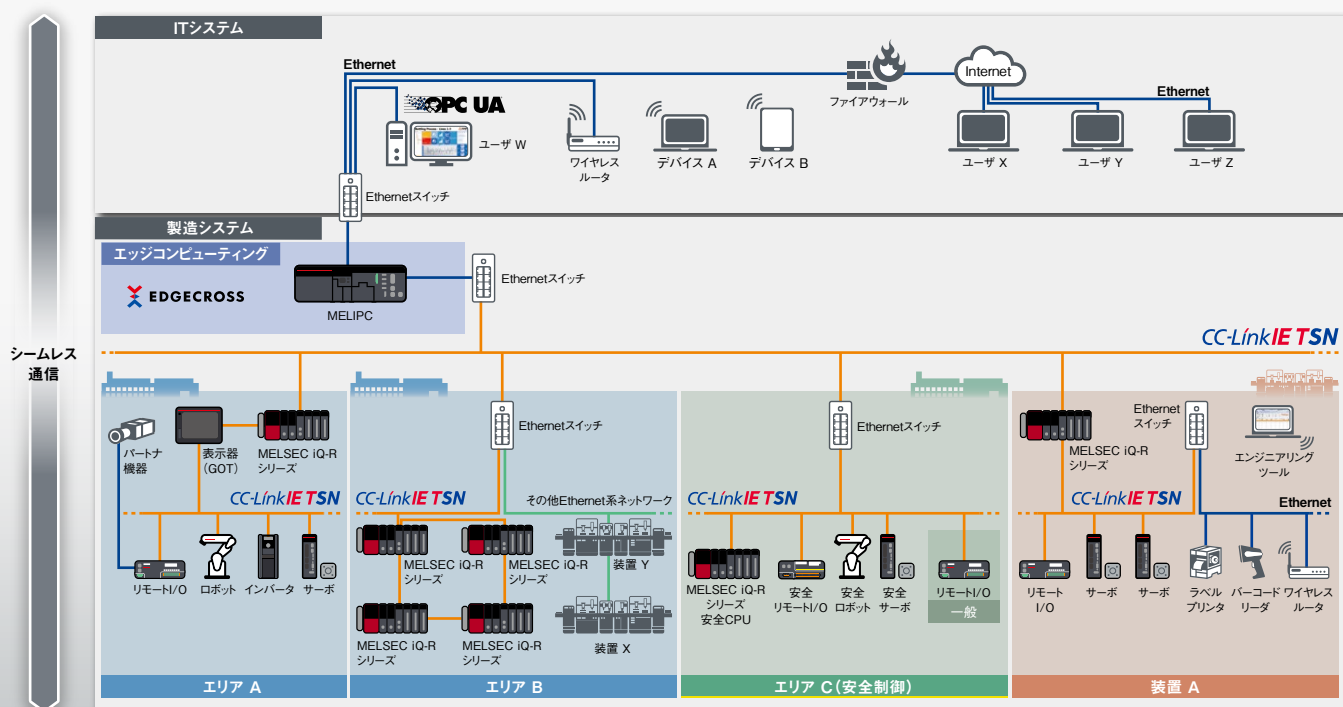 ITシステム
Ethernet
OPC UA
ユーザ W
ワイヤレス
ルータ
デバイス A
デバイス B
ファイアウォール
Internet
Ethernet
ユーザ X
ユーザ Y
ユーザ Z
Ethernetスイッチ
製造システム
エッジコンピューティング
EDGECROSS
MELIPC
Ethernetスイッチ
シームレス
通信
CC-Link IE TSN
パートナ
機器
表示器
(GOT)
MELSEC iQ-R
シリーズ
CC-Link IE TSN
リモートI/O
ロボット
インバータ
サーボ
エリア A
Ethernetスイッチ
CC-Link IE TSN
その他Ethernet系ネットワーク
MELSEC iQ-R
シリーズ
MELSEC iQ-R
シリーズ
装置 Y
MELSEC iQ-R
シリーズ
MELSEC iQ-R
シリーズ
装置 X
エリア B
Ethernetスイッチ
CC-Link IE TSN
MELSEC iQ-R
シリーズ
安全CPU
安全
リモートI/O
安全
ロボット
安全
サーボ
リモートI/O
一般
エリア C(安全制御)
MELSEC iQ-R
シリーズ
Ethernet
スイッチ
エンジニアリング
ツール
CC-Link IE TSN
Ethernet
リモート
I/O
サーボ
サーボ
ラベル
プリンタ
バーコード
リーダ
ワイヤレス
ルータ
装置 A